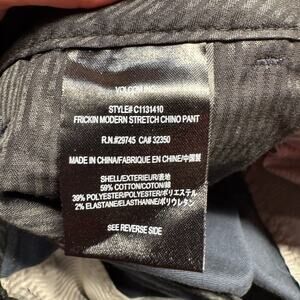 VOLCOM INC.
STYLE# C1131410
FRICKIN MODERN STRETCH CHINO PANT
R.N.#29745 CA# 32350
MADE IN CHINA/FABRIQUE EN CHINE/中国製
SHELL/EXTERIEUR/表地
59% COTTON/COTON/綿
39% POLYESTER/POLYESTER/ポリエステル
2% ELASTANE/ELASTHANNE/ポリウレタン
SEE REVERSE SIDE